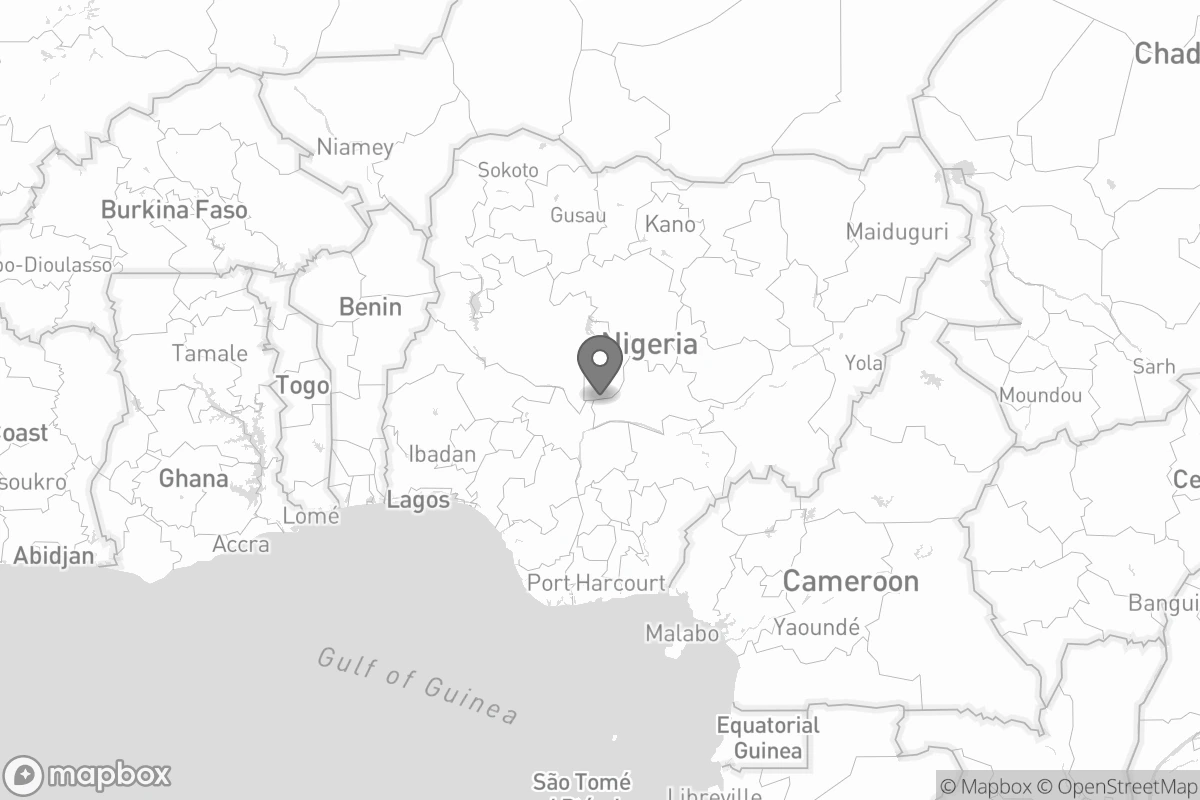 Chad
Niamey
Sokoto
Burkina Faso
Gusau
Kano
Maiduguri
o-Dioulasso
Benin
Nigeria
Tamale
Togo
Yola
Sarh
Moundou
Coast
Ibadan
Ghana
soukro
Ce
Lagos
Lomé
Accra
Abidjan
Port Harcourt
Cameroon
Bangui
Malabo
Yaoundé
Gulf of Guinea
Equatorial
Guinea
São Tomé
Libreville
mapbox
© Mapbox © OpenStreetMap